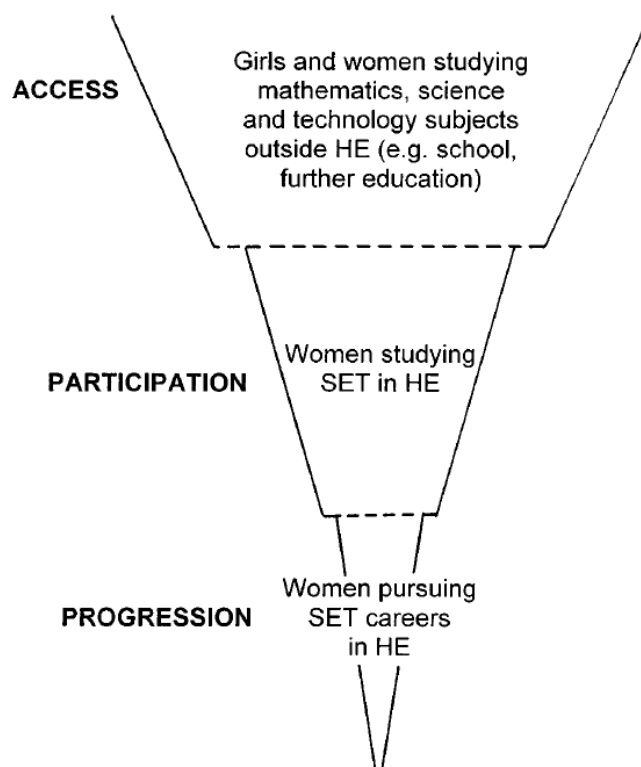 ACCESS
Girls and women studying
mathematics, science
and technology subjects
outside HE (e.g. school,
further education)
PARTICIPATION
Women studying
SET in HE
PROGRESSION
Women pursuing
SET careers
in HE